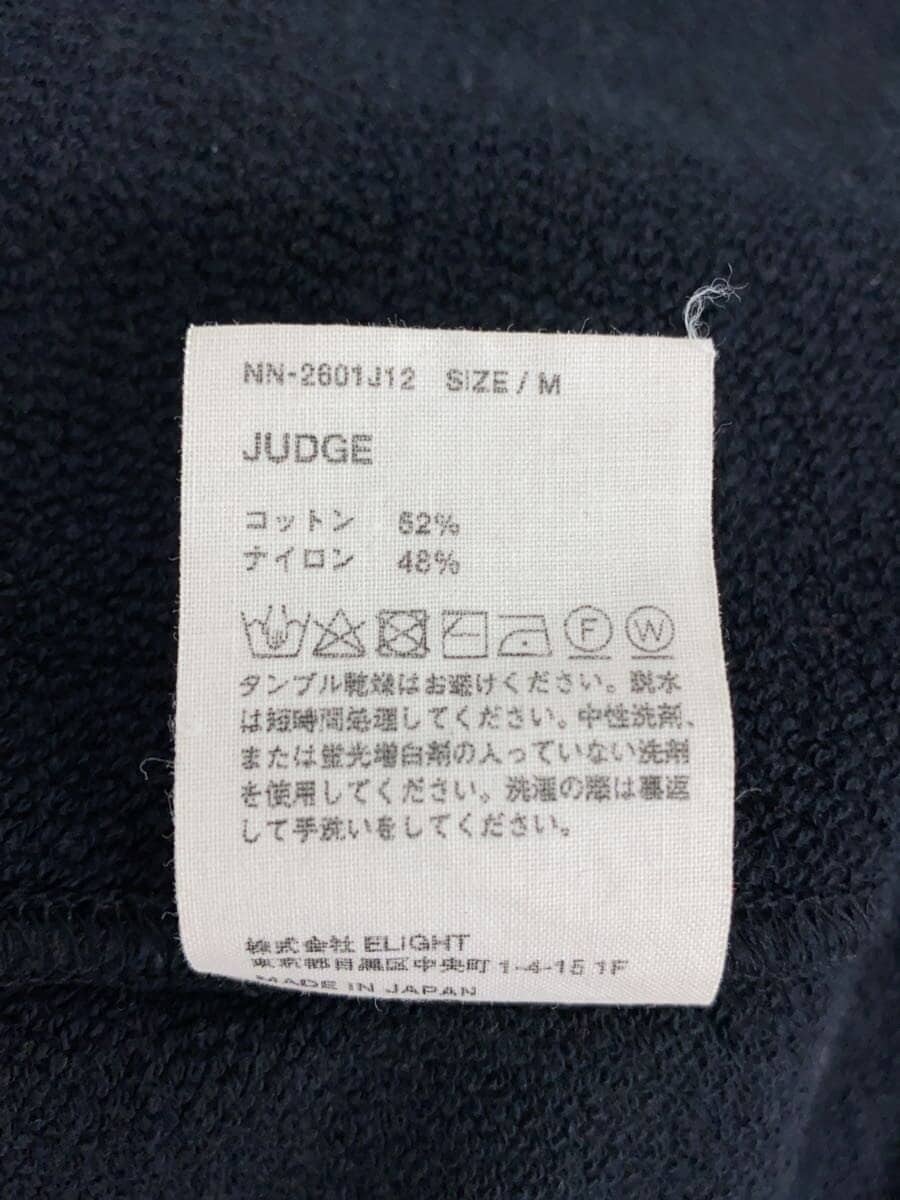 NN-2601J12 SIZE / M
JUDGE
コットン 52%
ナイロン 48%
F W
タンブル乾燥はお避けください。脱水
は短時間処理してください。中性洗剤、
または蛍光増白剤の入っていない洗剤
を使用してください。洗濯の際は裏返
して手洗いをしてください。
株式会社 ELIGHT
東京都目黒区中央町 1-4-15 1F
MADE IN JAPAN